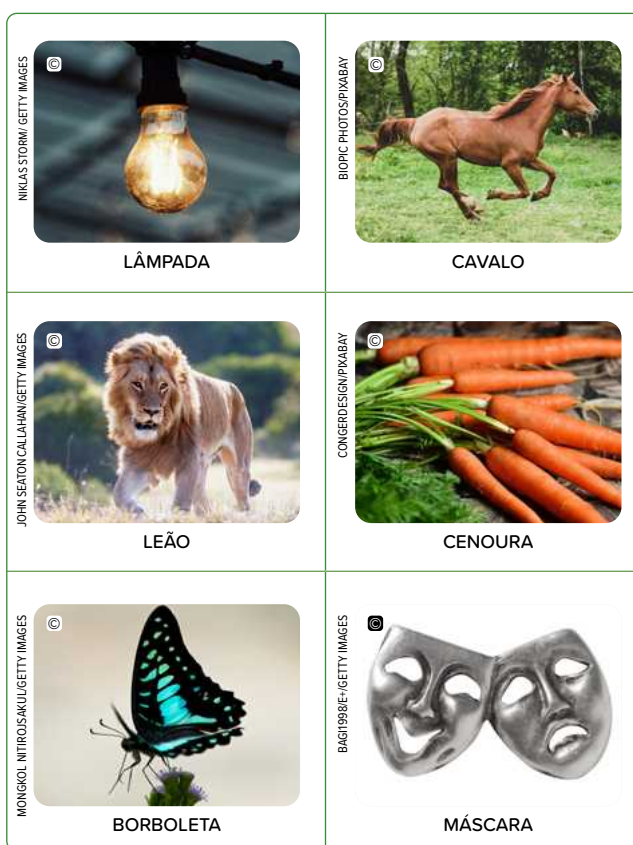 NIKLAS STORM/ GETTY IMAGES
©
LÂMPADA
BIOPIC PHOTOS/PIXABAY
©
CAVALO
JOHN SEATON CALLAHAN/GETTY IMAGES
©
LEÃO
CONGERDESIGN/PIXABAY
©
CENOURA
MONGKOL NITIROJSAKUL/GETTY IMAGES
©
BORBOLETA
BAGI1998/E+/GETTY IMAGES
©
MÁSCARA